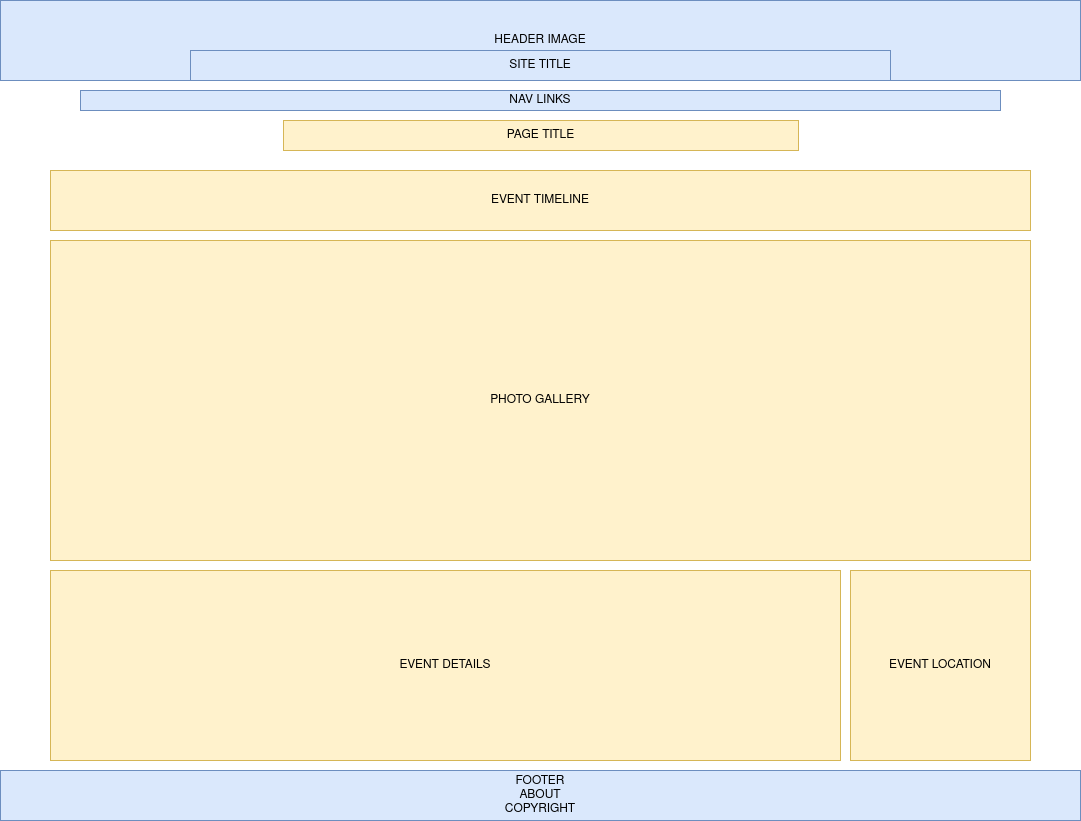 HEADER IMAGE
SITE TITLE
NAV LINKS
PAGE TITLE
EVENT TIMELINE
PHOTO GALLERY
EVENT DETAILS
EVENT LOCATION
FOOTER
ABOUT
COPYRIGHT